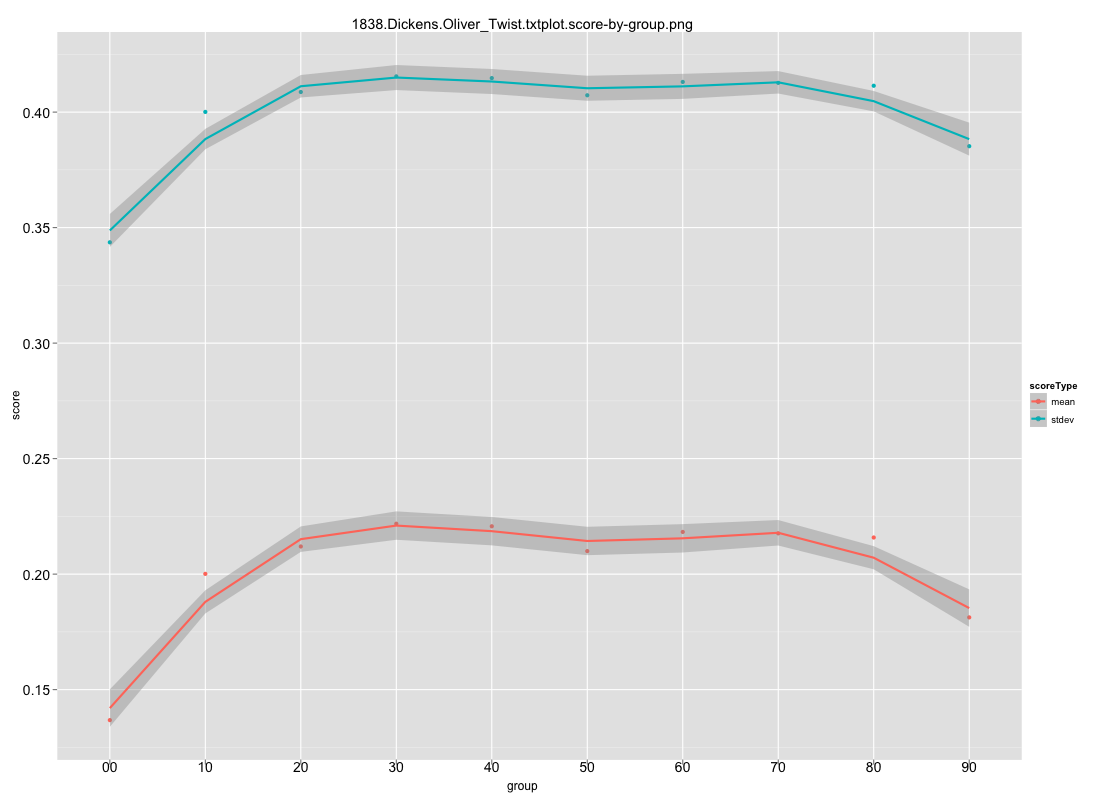 1838.Dickens.Oliver_Twist.txtplot.score-by-group.png
0.40
0.35
0.30
0.25
0.20
0.15
score
00 10 20 30 40 50 60 70 80 90
group
scoreType
mean
stdev